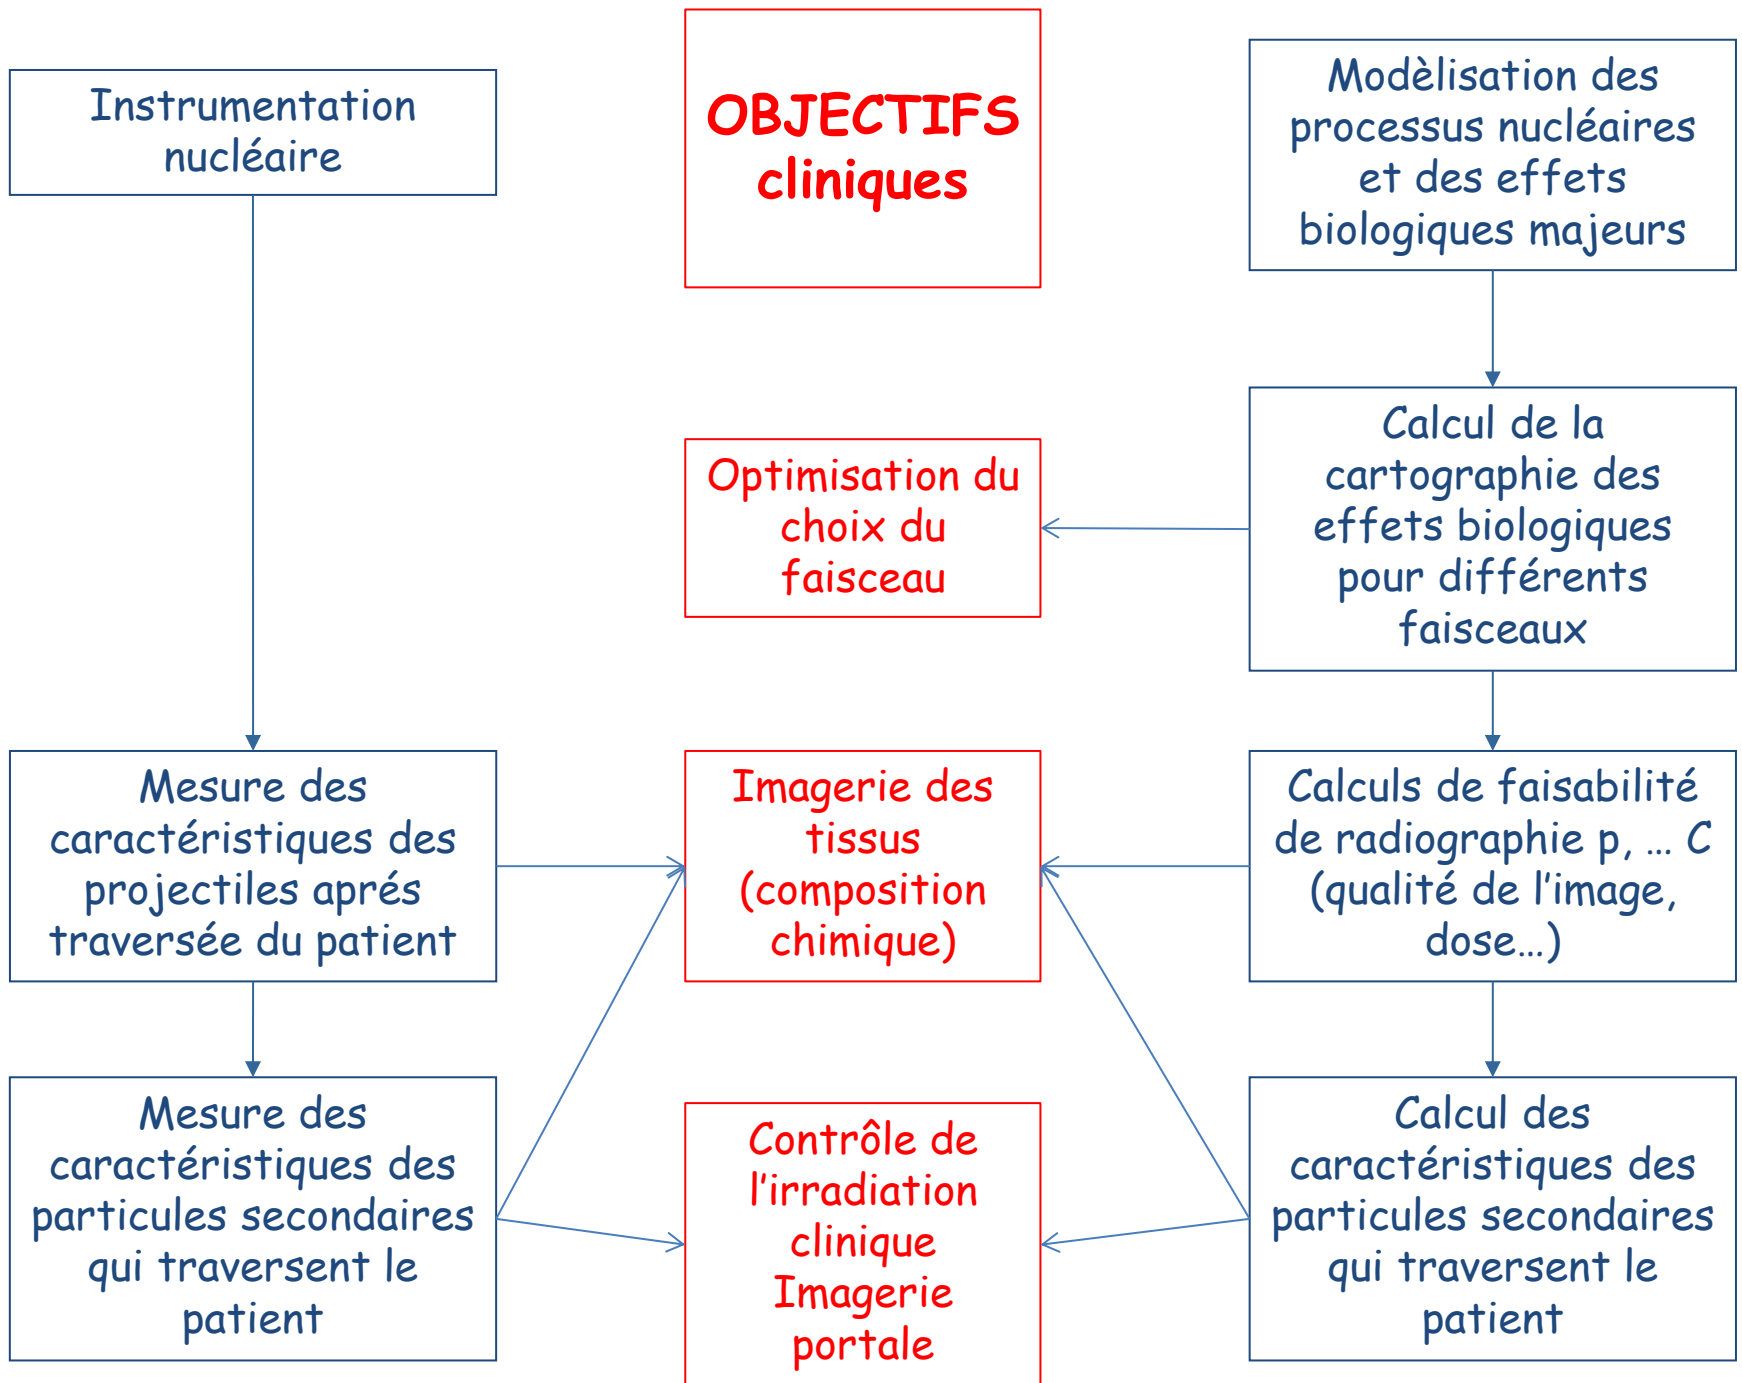 Instrumentation
nucléaire
OBJECTIFS
cliniques
Modèlisation des
processus nucléaires
et des effets
biologiques majeurs
Optimisation du
choix du
faisceau
Calcul de la
cartographie des
effets biologiques
pour différents
faisceaux
Mesure des
caractéristiques des
projectiles aprés
traversée du patient
Imagerie des
tissus
(composition
chimique)
Calculs de faisabilité
de radiographie p, … C
(qualité de l’image,
dose…)
Mesure des
caractéristiques des
particules secondaires
qui traversent le
patient
Contrôle de
l’irradiation
clinique
Imagerie
portale
Calcul des
caractéristiques des
particules secondaires
qui traversent le
patient